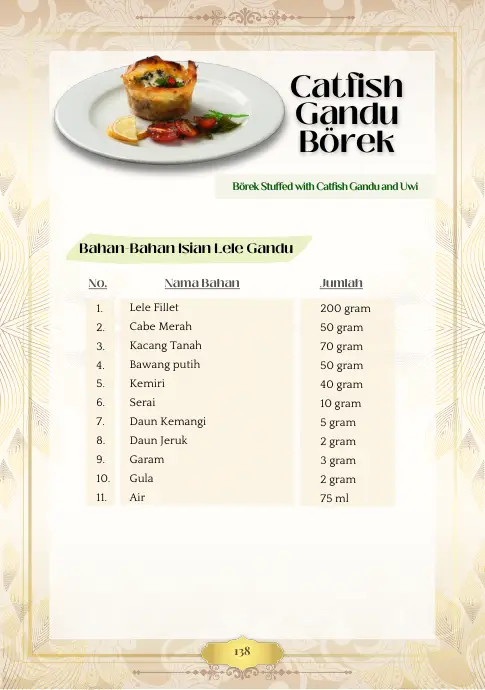 Catfish
Gandu
Börek
Börek Stuffed with Catfish Gandu and Uwi
Bahan-Bahan Isian Lele Gandu
No. Nama Bahan Jumlah
1. Lele Fillet 200 gram
2. Cabe Merah 50 gram
3. Kacang Tanah 70 gram
4. Bawang putih 50 gram
5. Kemiri 40 gram
6. Serai 10 gram
7. Daun Kemangi 5 gram
8. Daun Jeruk 2 gram
9. Garam 3 gram
10. Gula 2 gram
11. Air 75 ml
138